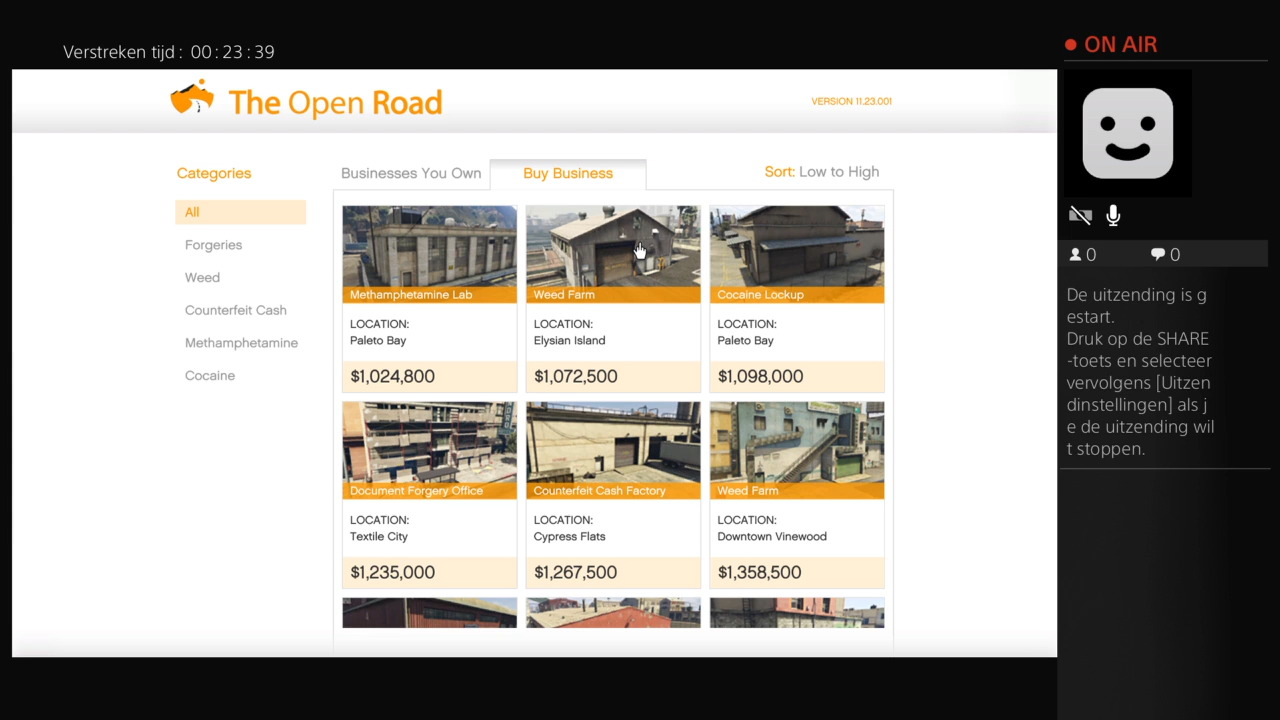 Verstreken tijd: 00:23:39
ON AIR
The Open Road
VERSION 11.23.001
Categories
Businesses You Own
Buy Business
Sort: Low to High
All
Forgeries
Weed
Counterfeit Cash
Methamphetamine
Cocaine
Methamphetamine Lab
LOCATION:
Paleto Bay
$1,024,800
Weed Farm
LOCATION:
Elysian Island
$1,072,500
Cocaine Lockup
LOCATION:
Paleto Bay
$1,098,000
Document Forgery Office
LOCATION:
Textile City
$1,235,000
Counterfeit Cash Factory
LOCATION:
Cypress Flats
$1,267,500
Weed Farm
LOCATION:
Downtown Vinewood
$1,358,500
0
0
De uitzending is g
estart.
Druk op de SHARE
-toets en selecteer
vervolgens [Uitzen
dinstellingen] als j
e de uitzending wil
t stoppen.